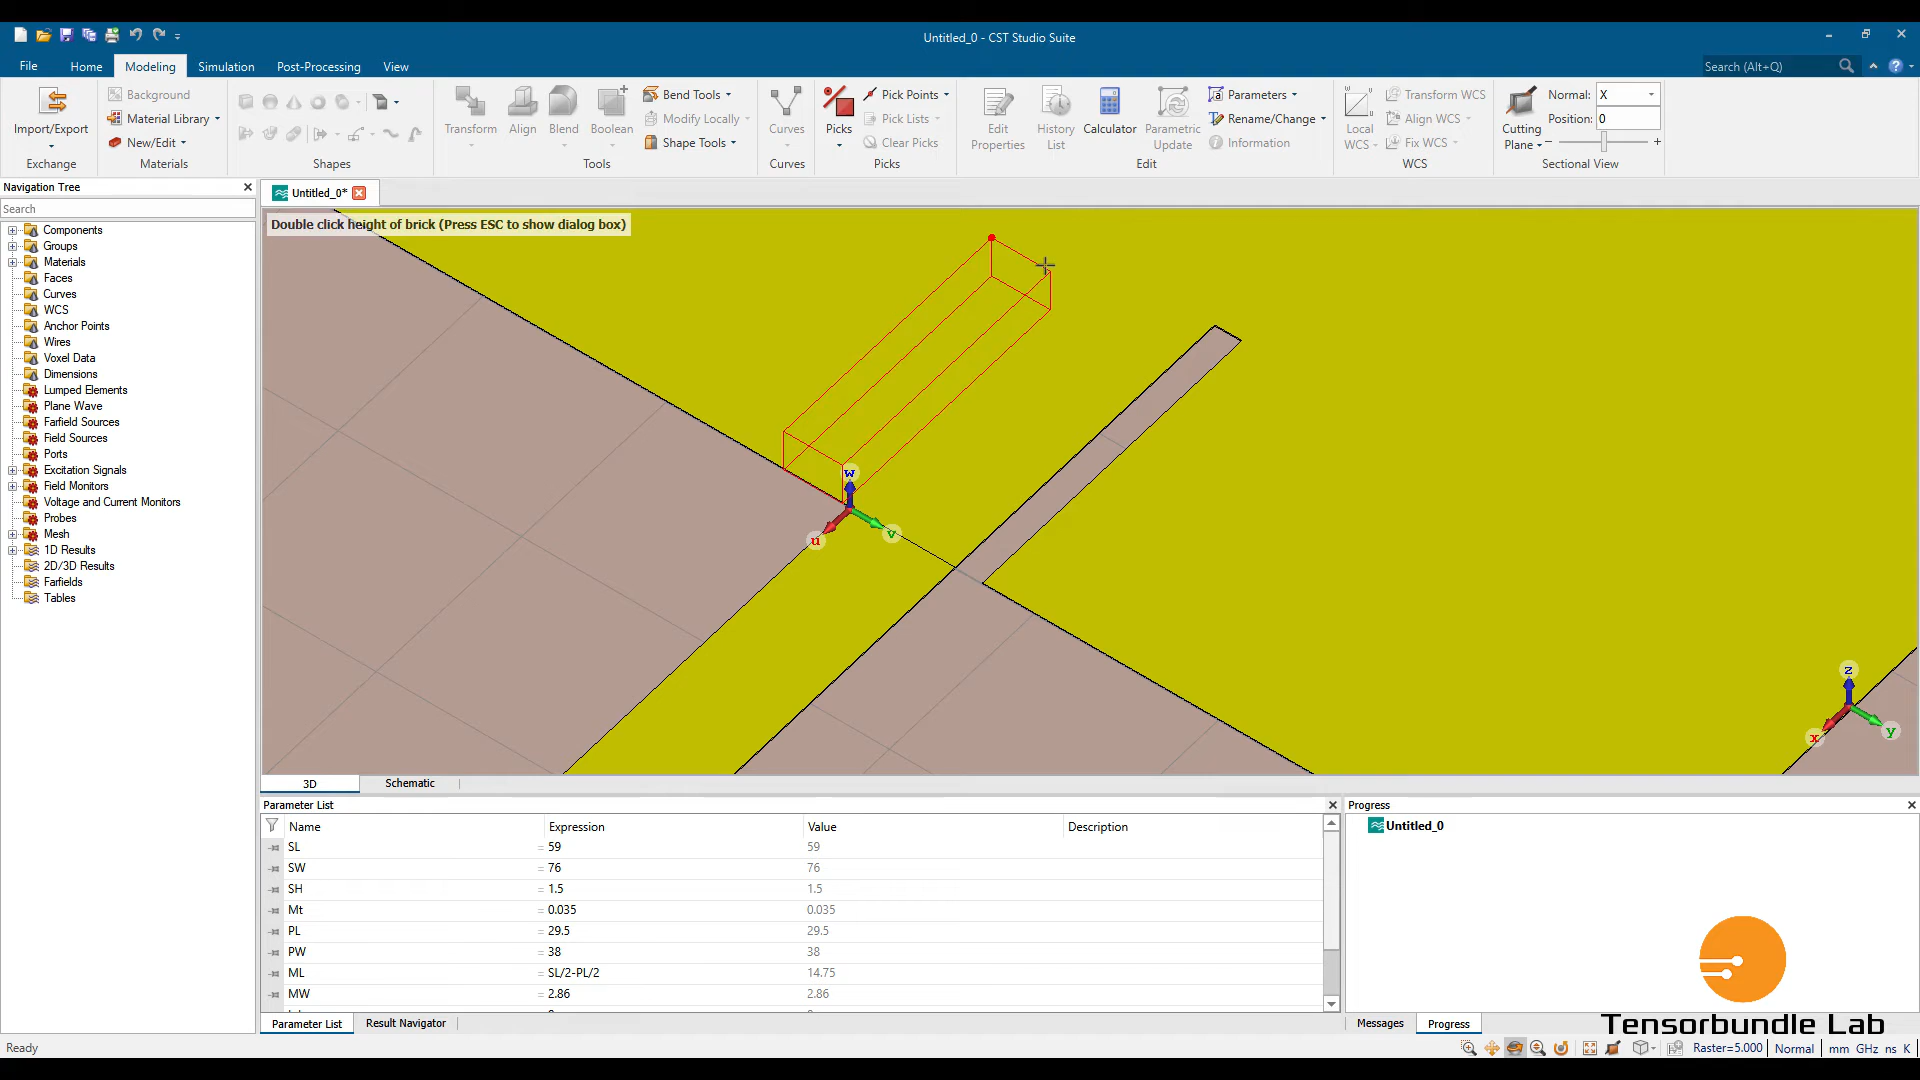 Untitled_0 - CST Studio Suite
File Home Modeling Simulation Post-Processing View
Search (Alt+Q)
Import/Export
Exchange
Background
Material Library
New/Edit
Materials
Shapes
Transform
Align
Blend
Boolean
Bend Tools
Modify Locally
Shape Tools
Tools
Curves
Curves
Picks
Pick Points
Pick Lists
Clear Picks
Picks
Edit Properties
History List
Calculator
Parametric Update
Parameters
Rename/Change
Information
Edit
Local WCS
Transform WCS
Align WCS
Fix WCS
WCS
Cutting Plane
Normal: X
Position: 0
Sectional View
Navigation Tree
Search
Components
Groups
Materials
Faces
Curves
WCS
Anchor Points
Wires
Voxel Data
Dimensions
Lumped Elements
Plane Wave
Farfield Sources
Field Sources
Ports
Excitation Signals
Field Monitors
Voltage and Current Monitors
Probes
Mesh
1D Results
2D/3D Results
Farfields
Tables
Untitled_0*
Double click height of brick (Press ESC to show dialog box)
w
u
v
z
x
y
3D Schematic
Parameter List
Name Expression Value Description
SL = 59 59
SW = 76 76
SH = 1.5 1.5
Mt = 0.035 0.035
PL = 29.5 29.5
PW = 38 38
ML = SL/2-PL/2 14.75
MW = 2.86 2.86
Parameter List Result Navigator
Progress
Untitled_0
Messages Progress
Tensorbundle Lab
Ready
Raster=5.000 Normal mm GHz ns K